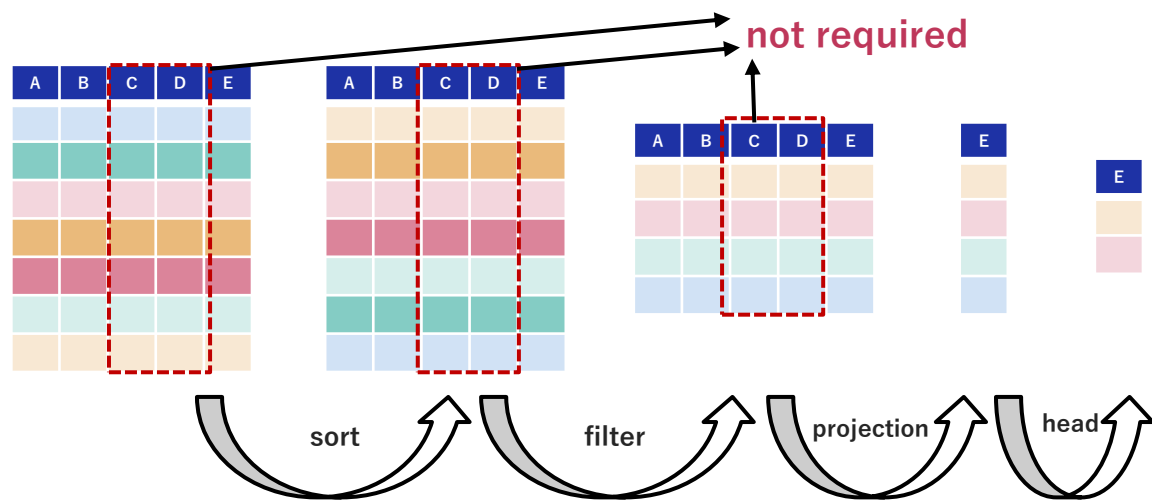 not required
A B C D E
A B C D E
A B C D E
E
E
sort
filter
projection
head